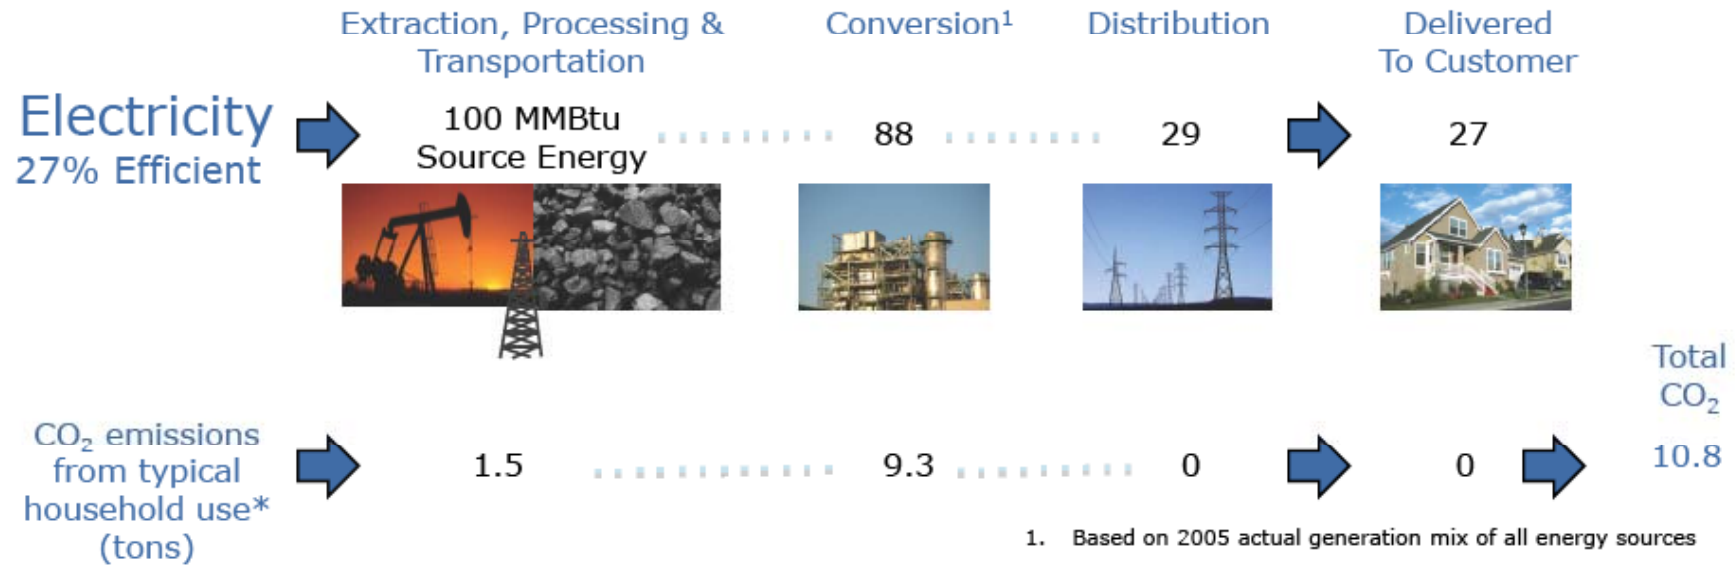 Extraction, Processing &
Transportation
Conversion¹
Distribution
Delivered
To Customer
Electricity
27% Efficient
100 MMBtu
Source Energy
88
29
27
Total
CO₂
CO₂ emissions
from typical
household use*
(tons)
1.5
9.3
0
0
10.8
1. Based on 2005 actual generation mix of all energy sources